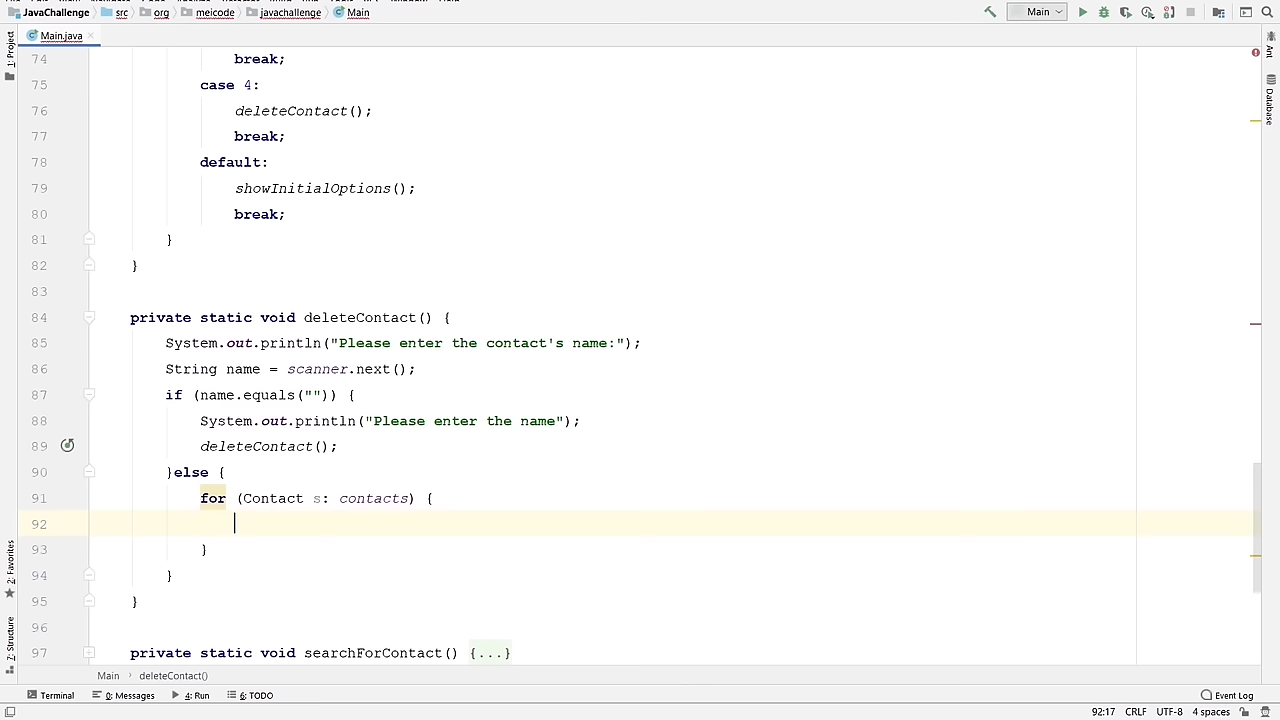 JavaChallenge src org meicode javachallenge Main
Main
1: Project
Main.java
Ant
Database
74 break;
75 case 4:
76 deleteContact();
77 break;
78 default:
79 showInitialOptions();
80 break;
81 }
82 }
83
84 private static void deleteContact() {
85 System.out.println("Please enter the contact's name:");
86 String name = scanner.next();
87 if (name.equals("")) {
88 System.out.println("Please enter the name");
89 deleteContact();
90 }else {
91 for (Contact s: contacts) {
92
93 }
94 }
95 }
96
97 private static void searchForContact() {...}
2: Favorites
7: Structure
Main › deleteContact()
Terminal 0: Messages 4: Run 6: TODO Event Log
92:17 CRLF UTF-8 4 spaces